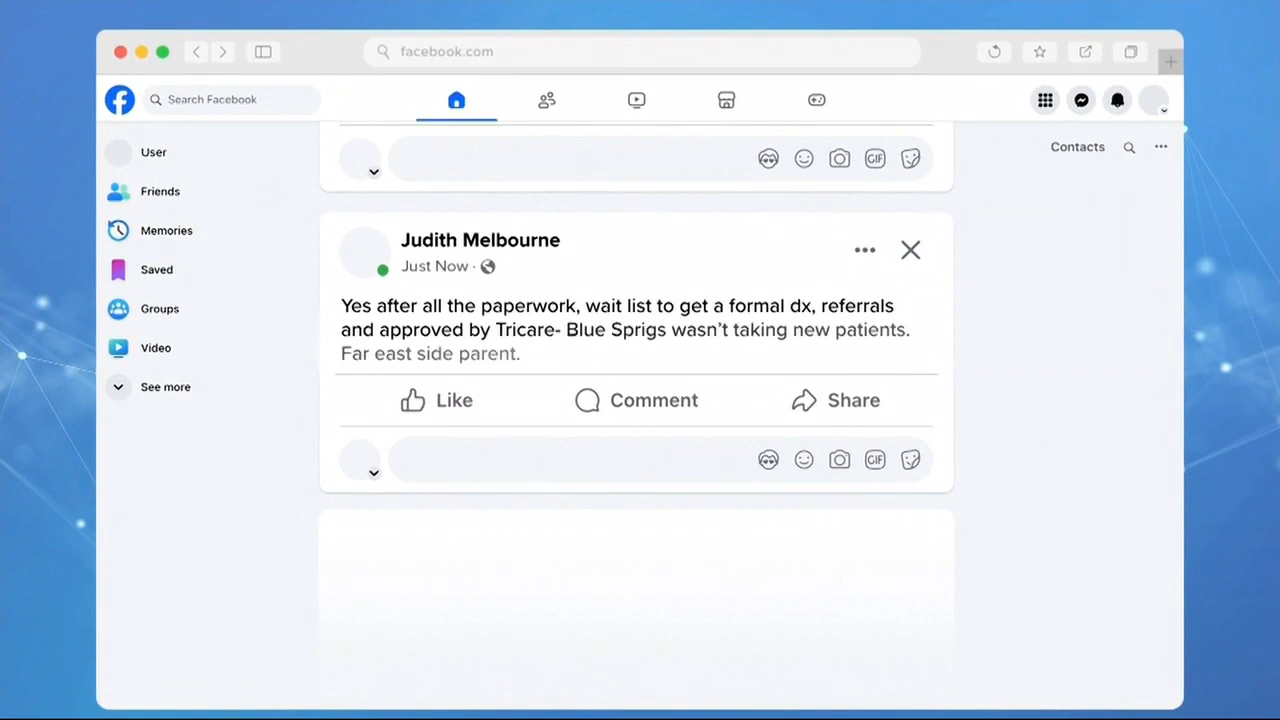 facebook.com
Search Facebook
User
Friends
Memories
Saved
Groups
Video
See more
Contacts
GIF
Judith Melbourne
Just Now ·
Yes after all the paperwork, wait list to get a formal dx, referrals
and approved by Tricare- Blue Sprigs wasn’t taking new patients.
Far east side parent.
Like
Comment
Share
GIF